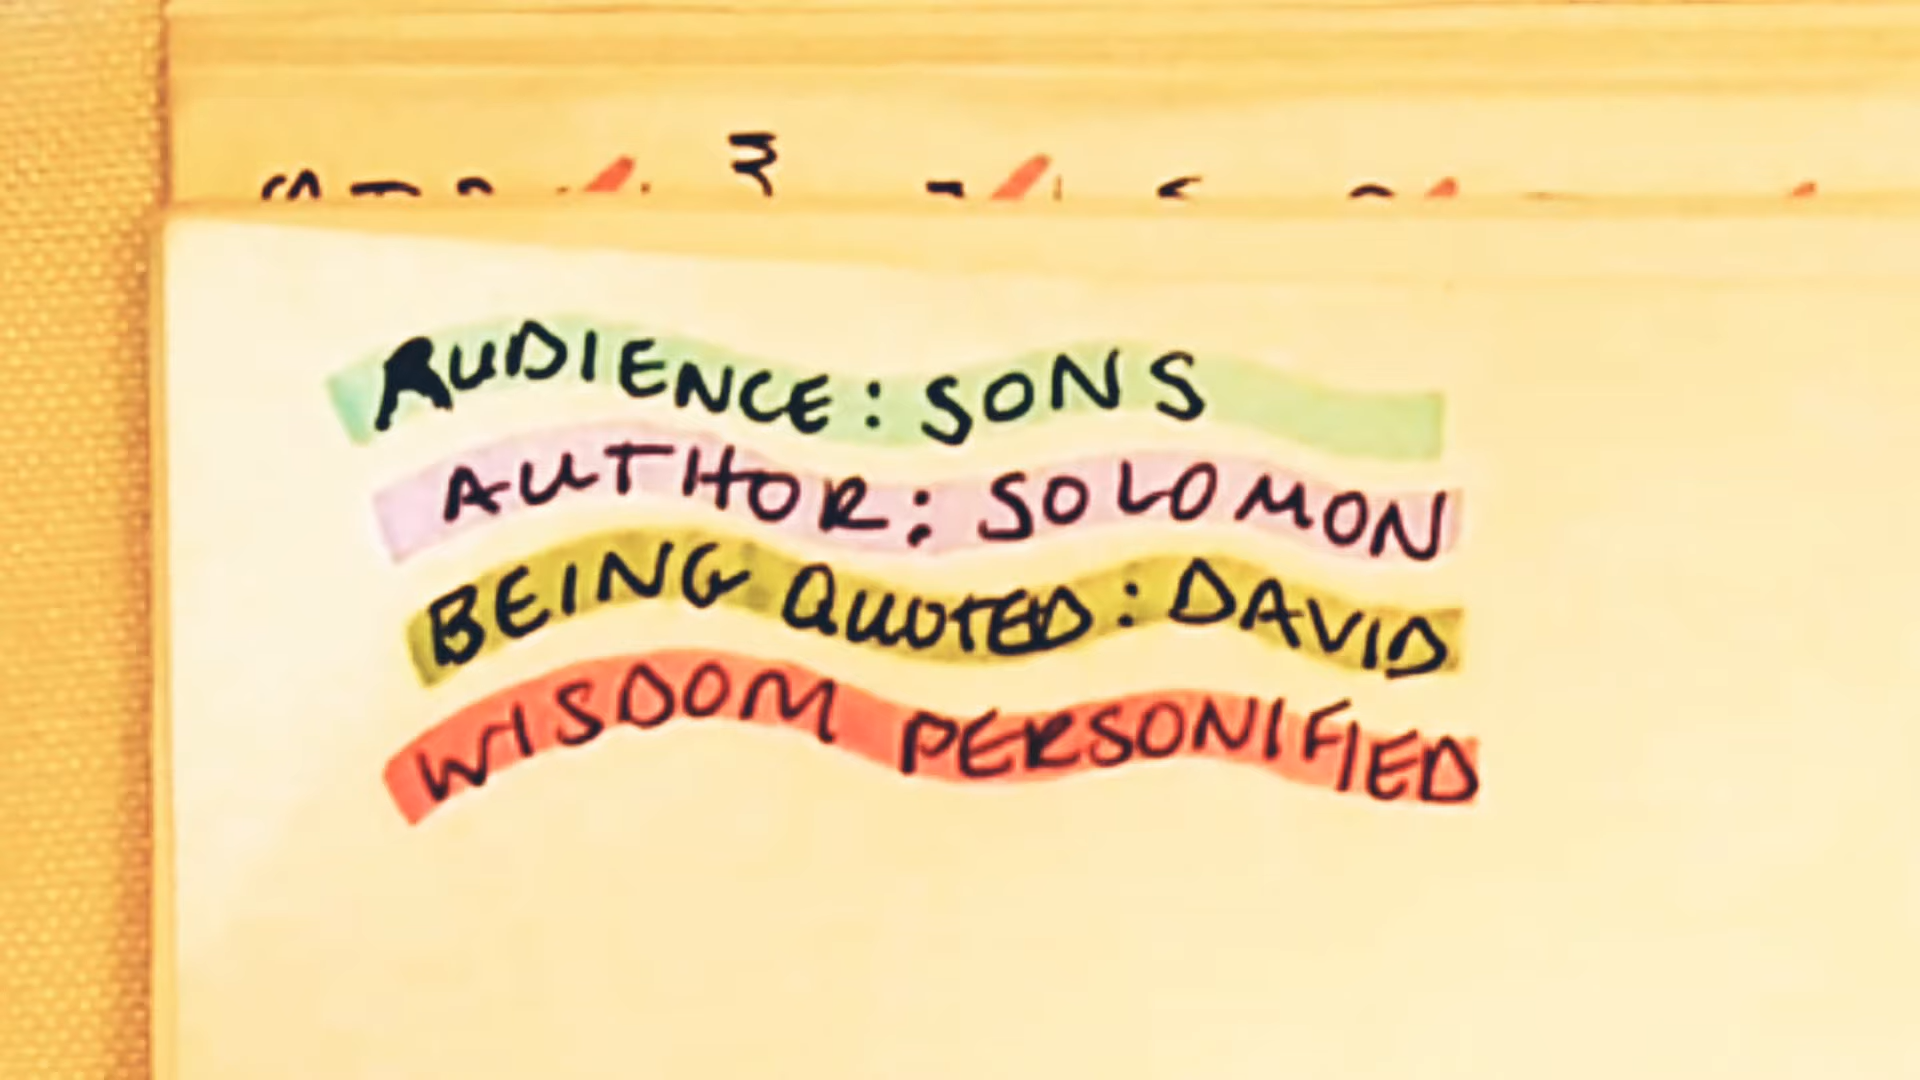 AUDIENCE: SONS
AUTHOR: SOLOMON
BEING QUOTED: DAVID
WISDOM PERSONIFIED